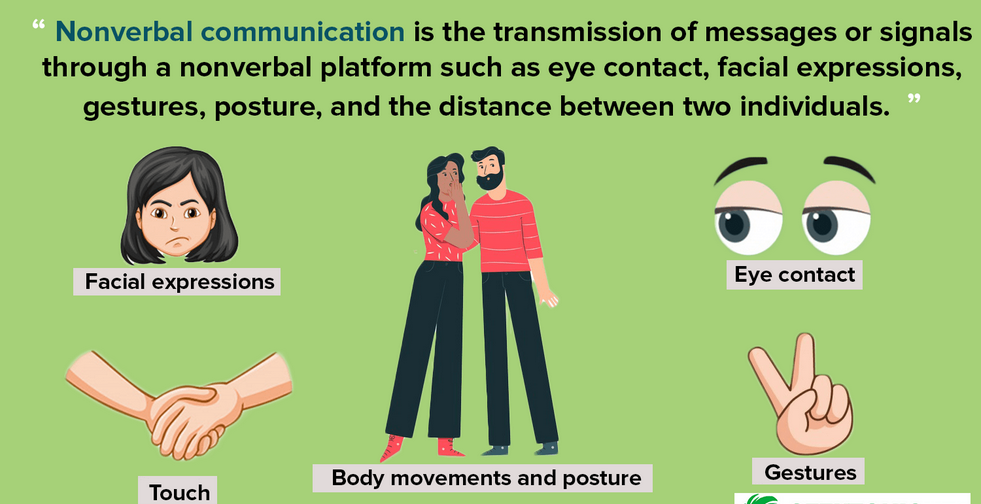 “ Nonverbal communication is the transmission of messages or signals
through a nonverbal platform such as eye contact, facial expressions,
gestures, posture, and the distance between two individuals. ”
Facial expressions
Eye contact
Touch
Body movements and posture
Gestures